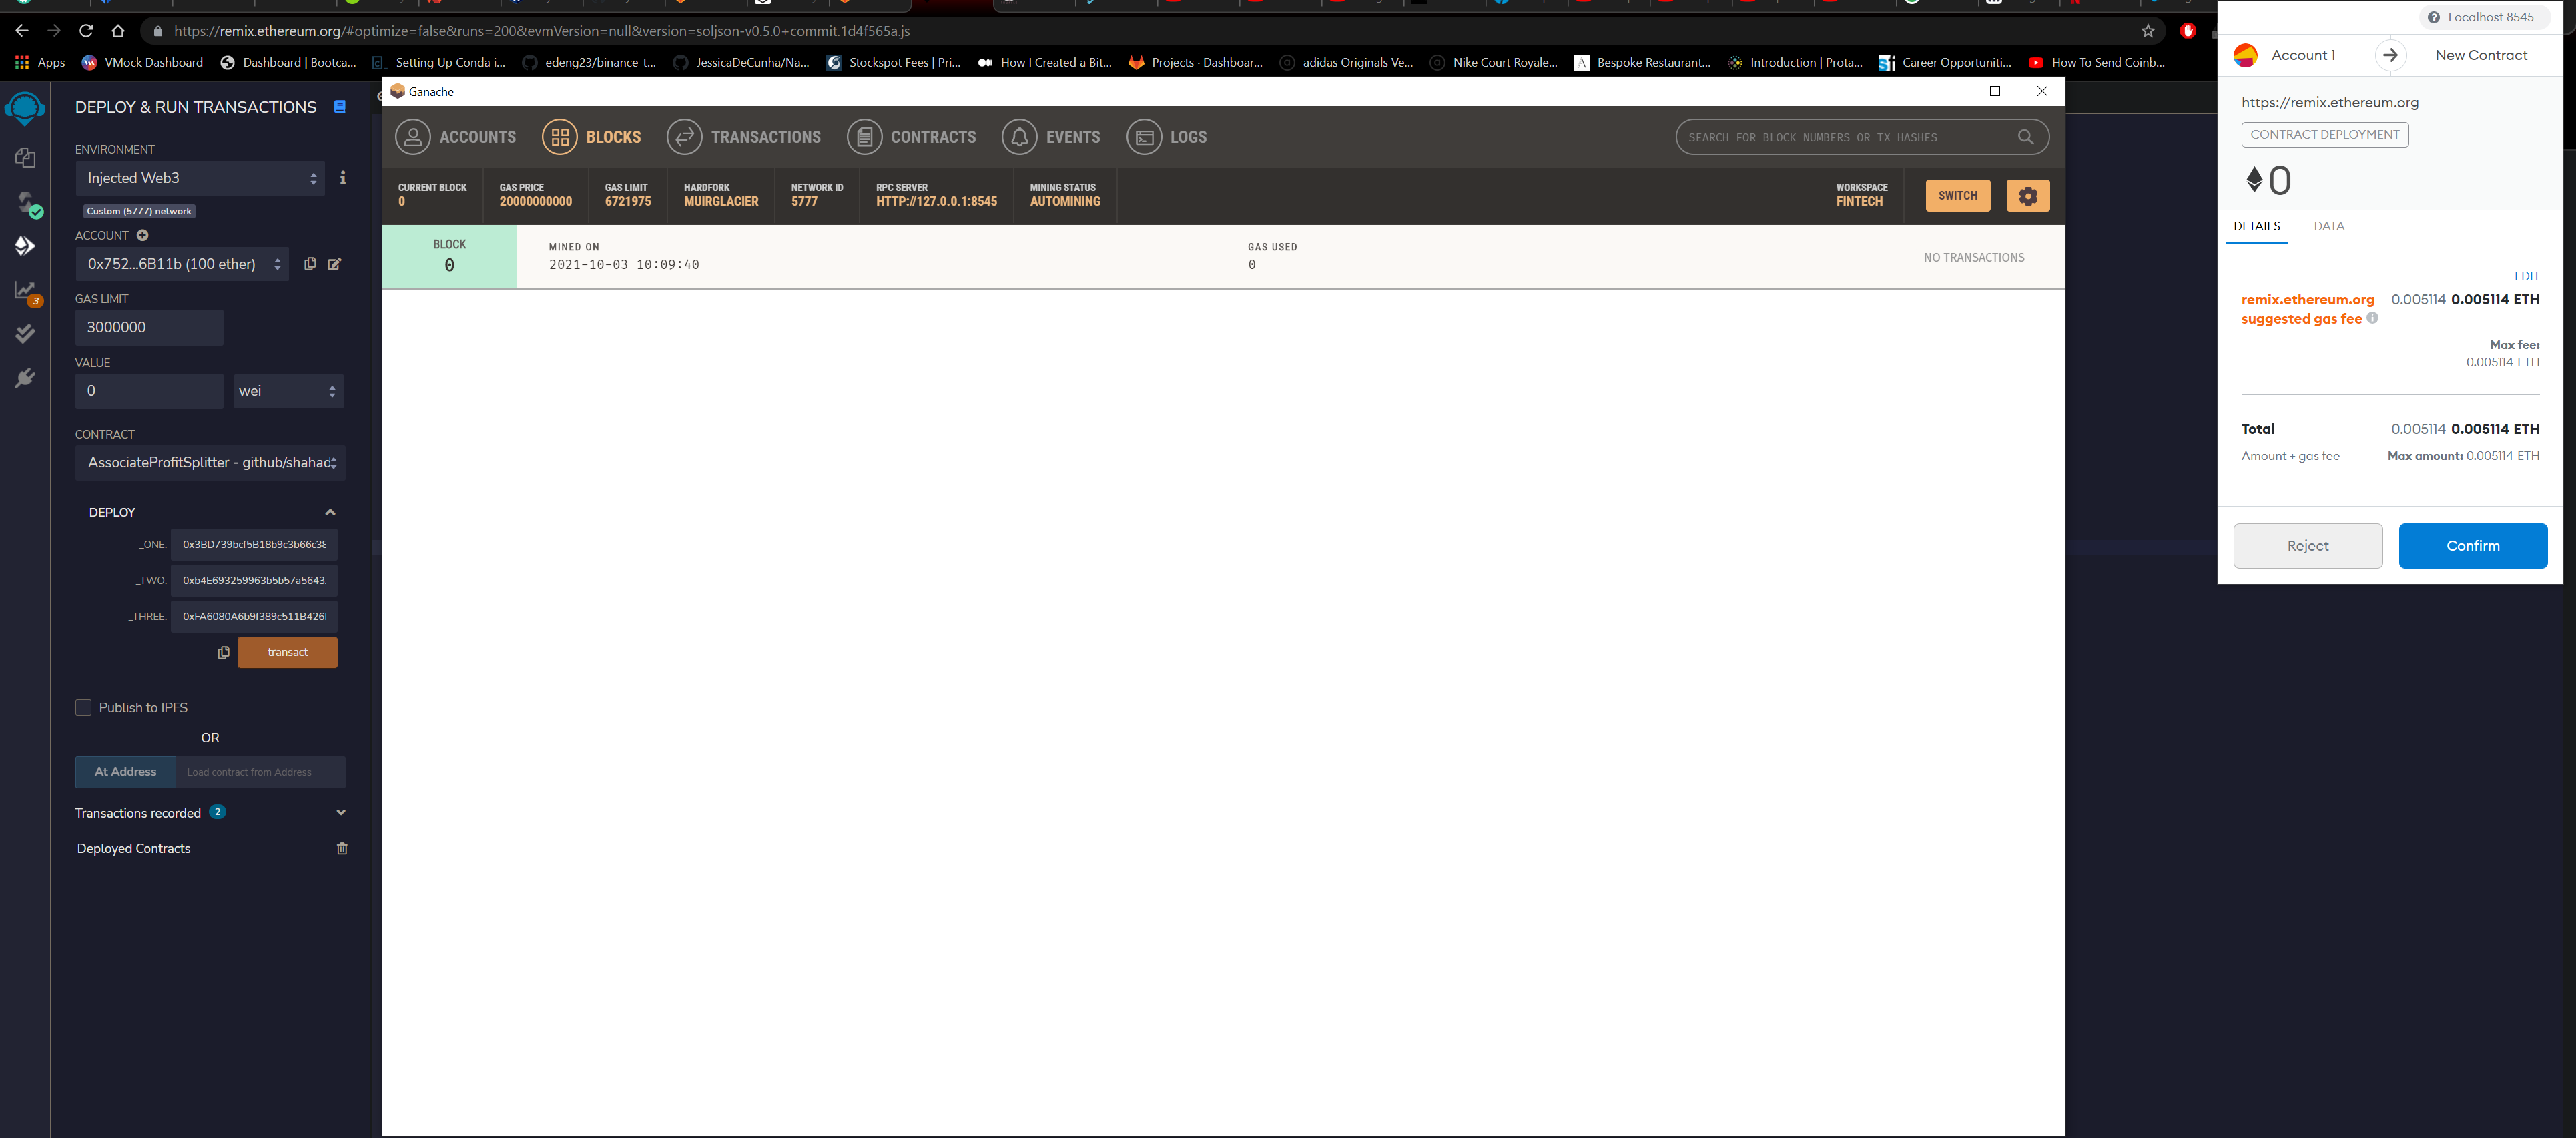 https://remix.ethereum.org/#optimize=false&runs=200&evmVersion=null&version=soljson-v0.5.0+commit.1d4f565a.js
Apps
VMock Dashboard
Dashboard | Bootca...
Setting Up Conda i...
edeng23/binance-t...
JessicaDeCunha/Na...
Stockspot Fees | Pri...
How I Created a Bit...
Projects · Dashboar...
adidas Originals Ve...
Nike Court Royale...
Bespoke Restaurant...
Introduction | Prota...
Career Opportuniti...
How To Send Coinb...
DEPLOY & RUN TRANSACTIONS
ENVIRONMENT
Injected Web3
Custom (5777) network
ACCOUNT
0x752...6B11b (100 ether)
GAS LIMIT
3000000
VALUE
0
wei
CONTRACT
AssociateProfitSplitter - github/shahac
DEPLOY
_ONE:
0x3BD739bcf5B18b9c3b66c38
_TWO:
0xb4E693259963b5b57a5643.
_THREE:
0xFA6080A6b9f389c511B426
transact
Publish to IPFS
OR
At Address
Load contract from Address
Transactions recorded 2
Deployed Contracts
3
Ganache
ACCOUNTS
BLOCKS
TRANSACTIONS
CONTRACTS
EVENTS
LOGS
SEARCH FOR BLOCK NUMBERS OR TX HASHES
CURRENT BLOCK
0
GAS PRICE
20000000000
GAS LIMIT
6721975
HARDFORK
MUIRGLACIER
NETWORK ID
5777
RPC SERVER
HTTP://127.0.0.1:8545
MINING STATUS
AUTOMINING
WORKSPACE
FINTECH
SWITCH
BLOCK
0
MINED ON
2021-10-03 10:09:40
GAS USED
0
NO TRANSACTIONS
Localhost 8545
Account 1
New Contract
https://remix.ethereum.org
CONTRACT DEPLOYMENT
0
DETAILS
DATA
EDIT
remix.ethereum.org
suggested gas fee
0.005114 0.005114 ETH
Max fee:
0.005114 ETH
Total
0.005114 0.005114 ETH
Amount + gas fee
Max amount: 0.005114 ETH
Reject
Confirm